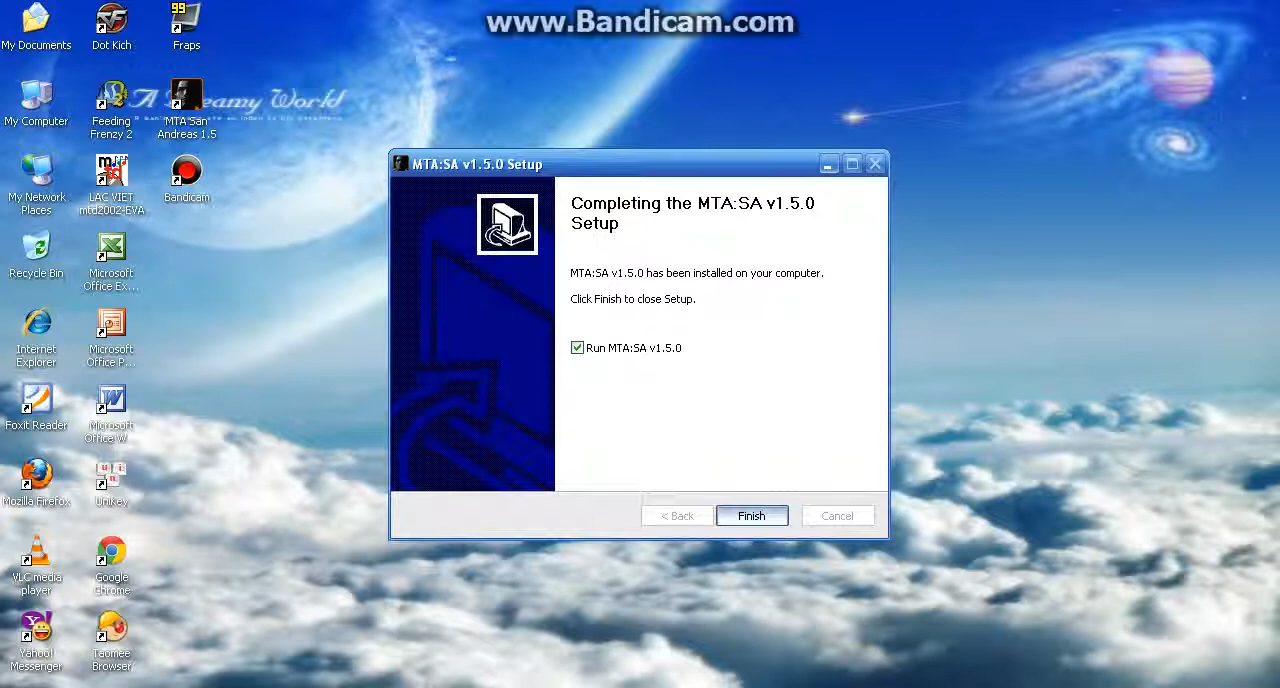 www.Bandicam.com
My Documents
Dot Kich
99
Fraps
My Computer
Feeding
Frenzy 2
MTA San
Andreas 1.5
My Network
Places
LAC VIET
mtd2002-EVA
Bandicam
Recycle Bin
Microsoft
Office Ex...
Internet
Explorer
Microsoft
Office P...
Foxit Reader
Microsoft
Office W...
Mozilla Firefox
Unikey
VLC media
player
Google
Chrome
Yahoo!
Messenger
Taomee
Browser
MTA:SA v1.5.0 Setup
Completing the MTA:SA v1.5.0
Setup
MTA:SA v1.5.0 has been installed on your computer.
Click Finish to close Setup.
Run MTA:SA v1.5.0
< Back
Finish
Cancel